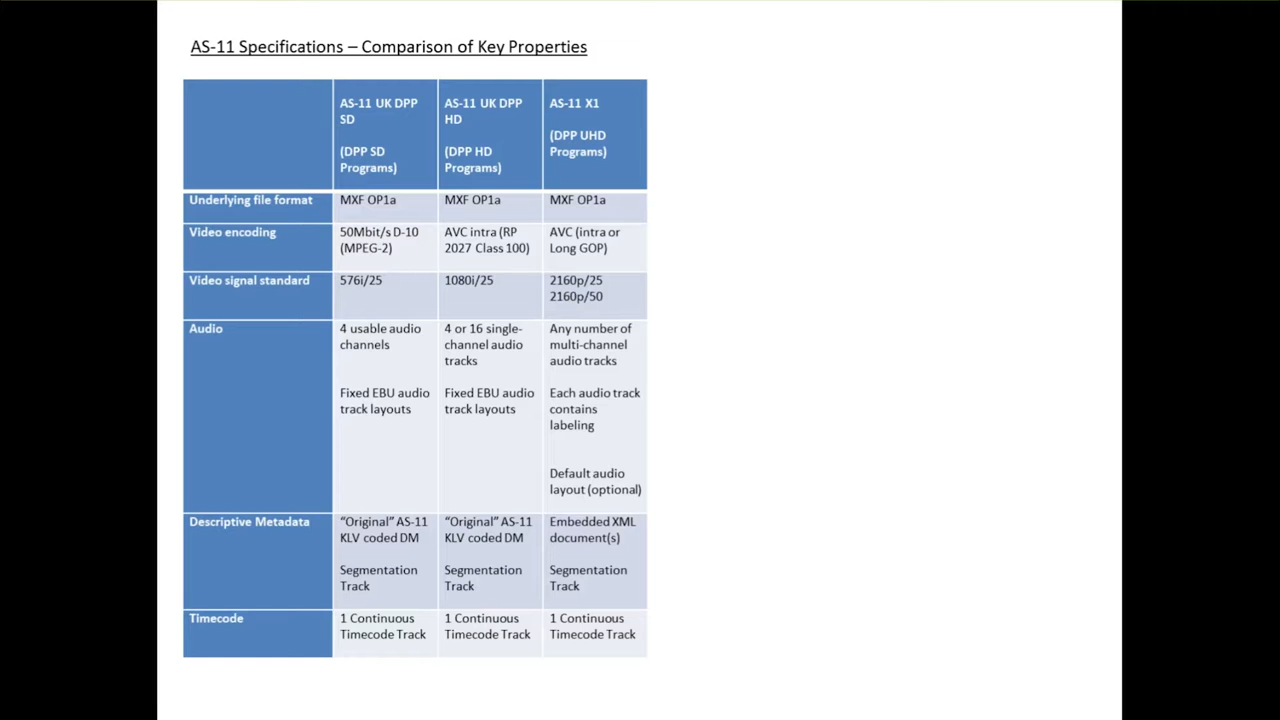 AS-11 Specifications – Comparison of Key Properties
AS-11 UK DPP
SD
(DPP SD
Programs)
AS-11 UK DPP
HD
(DPP HD
Programs)
AS-11 X1
(DPP UHD
Programs)
Underlying file format
MXF OP1a
MXF OP1a
MXF OP1a
Video encoding
50Mbit/s D-10
(MPEG-2)
AVC intra (RP
2027 Class 100)
AVC (intra or
Long GOP)
Video signal standard
576i/25
1080i/25
2160p/25
2160p/50
Audio
4 usable audio
channels
Fixed EBU audio
track layouts
4 or 16 single-
channel audio
tracks
Fixed EBU audio
track layouts
Any number of
multi-channel
audio tracks
Each audio track
contains
labeling
Default audio
layout (optional)
Descriptive Metadata
“Original” AS-11
KLV coded DM
Segmentation
Track
“Original” AS-11
KLV coded DM
Segmentation
Track
Embedded XML
document(s)
Segmentation
Track
Timecode
1 Continuous
Timecode Track
1 Continuous
Timecode Track
1 Continuous
Timecode Track